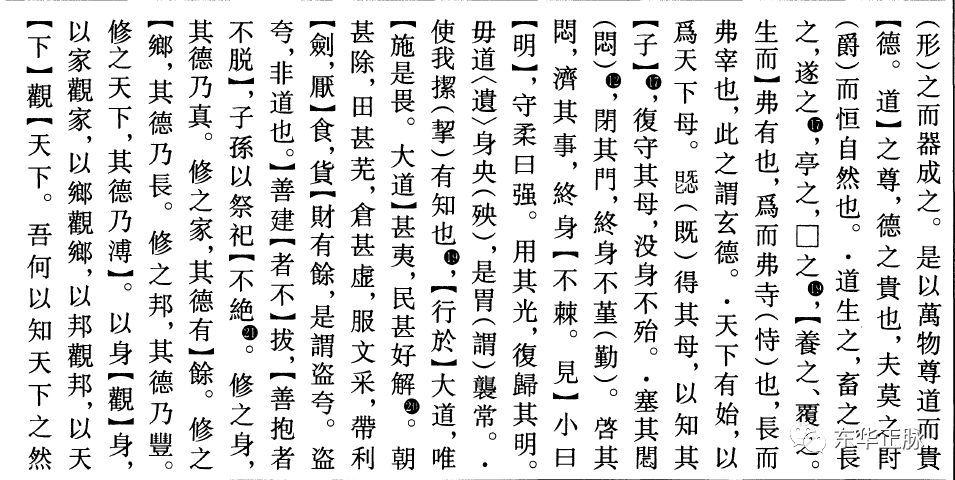 (形)之而器成之。是以萬物尊道而貴
【德。道】之尊,德之貴也,夫莫之𪧘
(爵)而恒自然也。·道生之,畜之,長
之,遂之⓱,亭之,□之⓳,【養之、覆之。
生而】弗有也,爲而弗寺(恃)也,長而
弗宰也,此之謂玄德。·天下有始,以
爲天下母。既(既)得其母,以知其
【子】⓱,復守其母,没身不殆。·塞其㘢
(悶)⓬,閉其門,終身不堇(勤)。啓其
悶,濟其事,終身【不棘。見】小曰
【明】,守柔曰强。用其光,復歸其明。
毋道〈遺〉身央(殃),是胃(謂)襲常。·
使我㨰(挈)有知也⓳,【行於】大道,唯
【施是畏。大道】甚夷,民甚好解⓴。朝
甚除,田甚芜,倉甚虚,服文采,帶利
【劍,厭】食,貨【財有餘,是謂盗夸。盗
夸,非道也。】善建【者不】拔,【善抱者
不脱】,子孫以祭祀【不絶㉑。修之身,
其德乃真。修之家,其德有】餘。修之
【鄉,其德乃長。修之邦,其德乃豐。
修之天下,其德乃溥】。以身【觀】身,
以家觀家,以鄉觀鄉,以邦觀邦,以天
【下】觀【天下。吾何以知天下之然
东华正脉